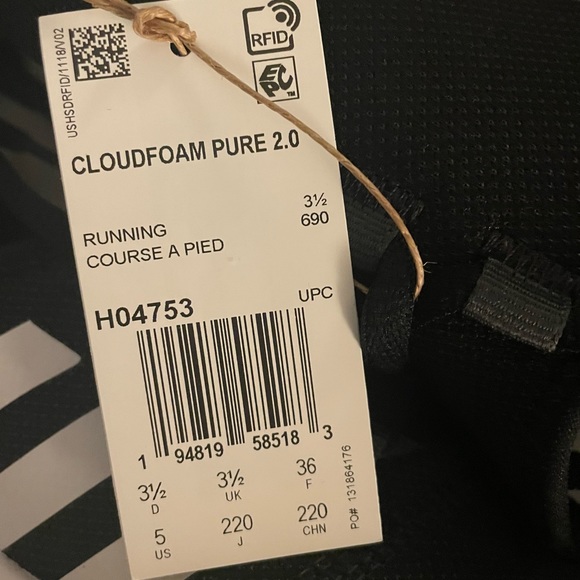 USHSDRFID/1118/V02
RFID
EPC™
CLOUDFOAM PURE 2.0
3½
690
RUNNING
COURSE A PIED
H04753
UPC
1 94819 58518 3
3½ 3½ 36
D UK F
5 220 220
US J CHN
PO# 131864176